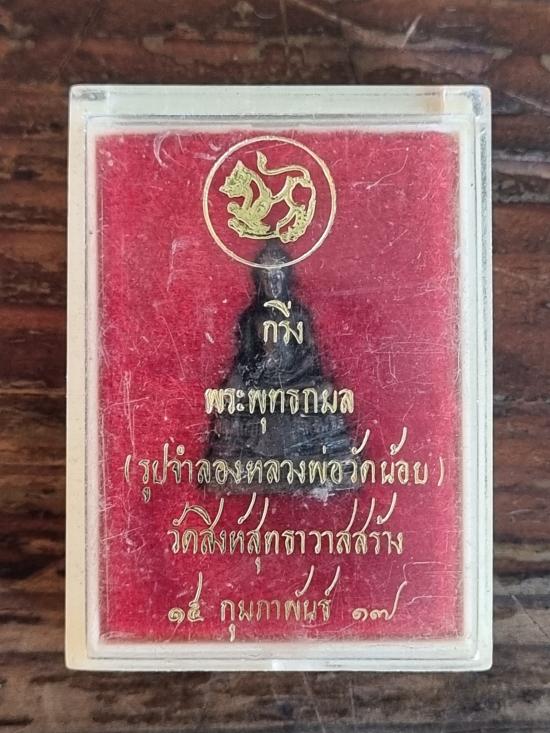 กริ่ง
พระพุทธกมล
(รูปจำลองหลวงพ่อวัดน้อย)
วัดสิงห์สุทธาวาสสร้าง
๑๕ กุมภาพันธ์ ๑๗